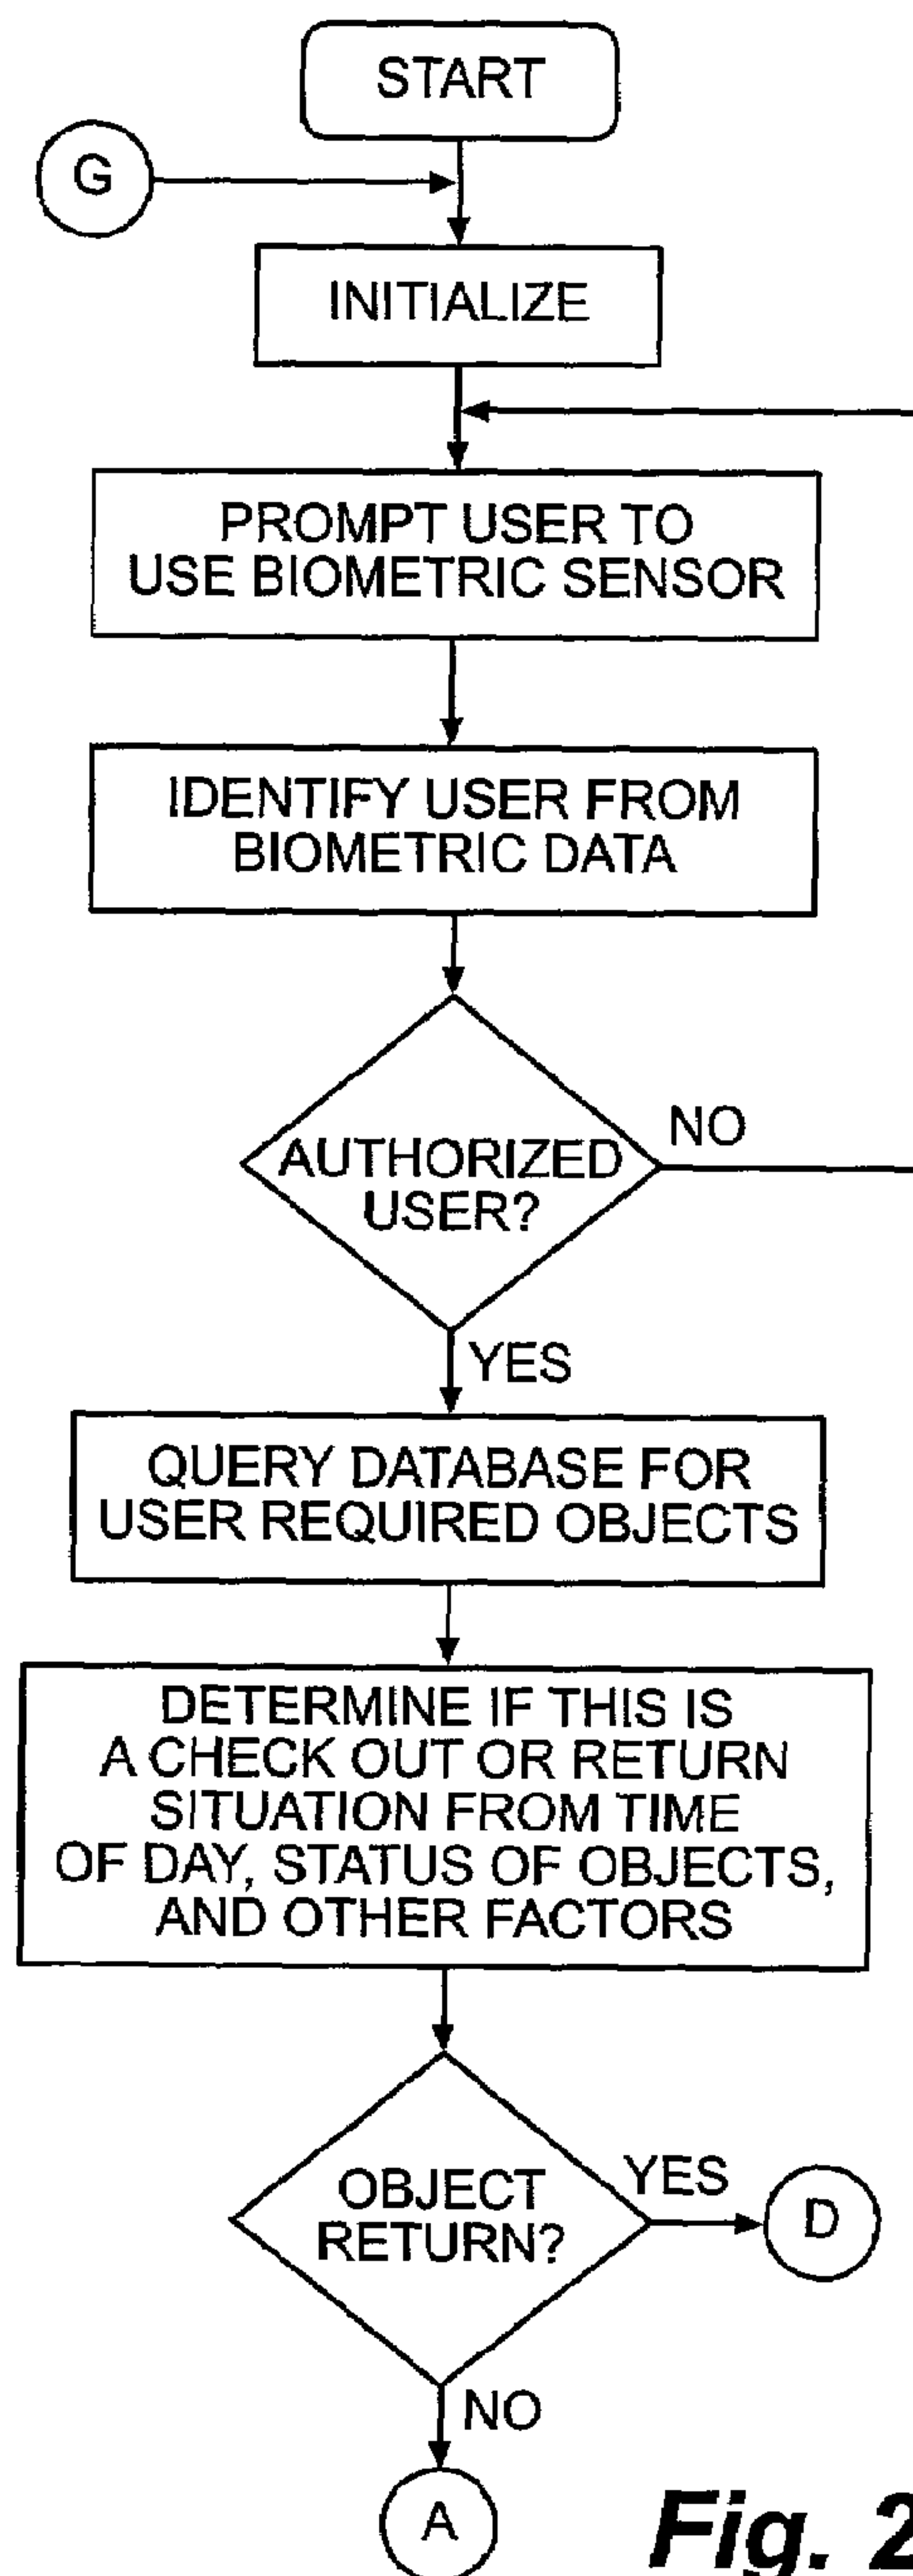 START
G
INITIALIZE
PROMPT USER TO
USE BIOMETRIC SENSOR
IDENTIFY USER FROM
BIOMETRIC DATA
AUTHORIZED
USER?
NO
YES
QUERY DATABASE FOR
USER REQUIRED OBJECTS
DETERMINE IF THIS IS
A CHECK OUT OR RETURN
SITUATION FROM TIME
OF DAY, STATUS OF OBJECTS,
AND OTHER FACTORS
OBJECT
RETURN?
YES
D
NO
A
Fig. 2